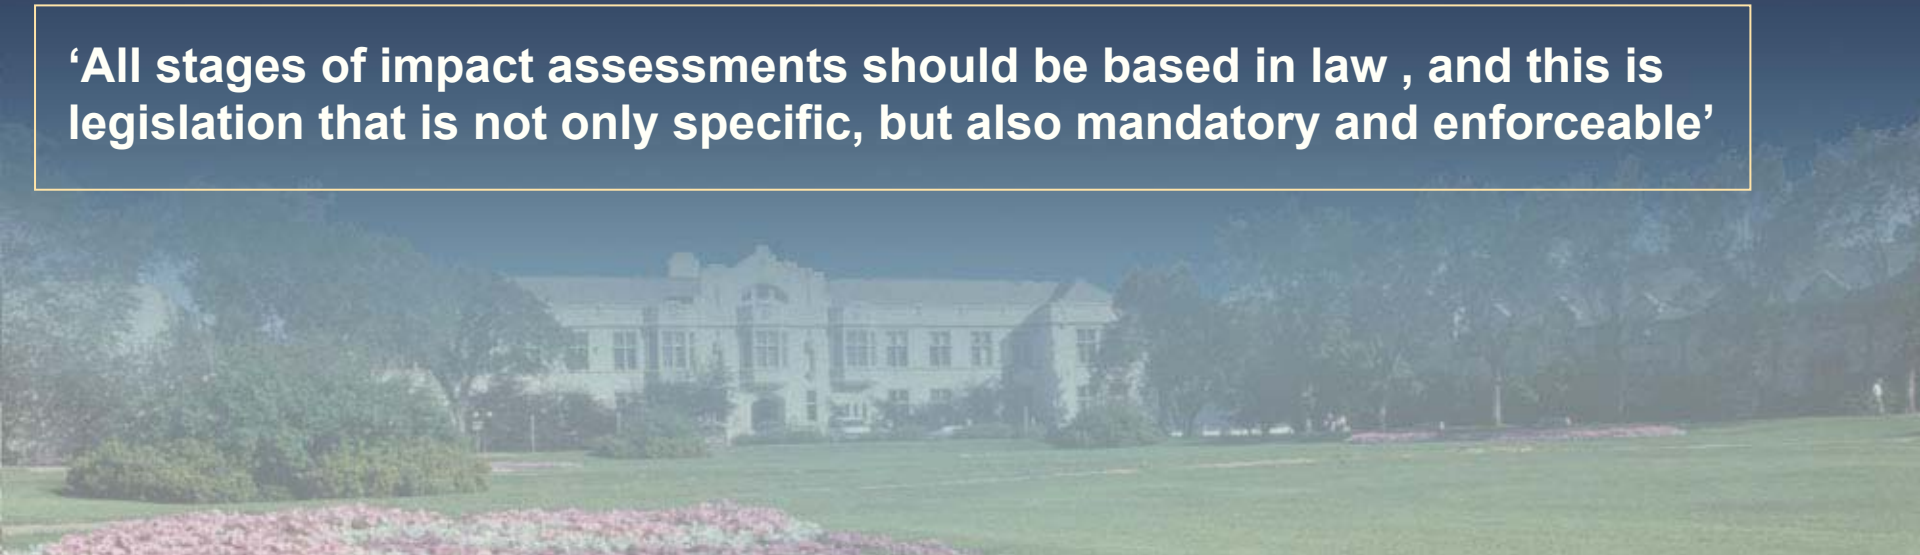 ‘All stages of impact assessments should be based in law , and this is
legislation that is not only specific, but also mandatory and enforceable’